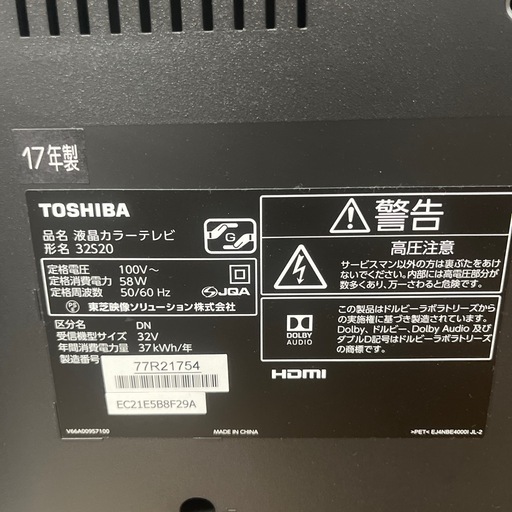 17年製
TOSHIBA
品名 液晶カラーテレビ
形名 32S20
定格電圧 100V～
定格消費電力 58W
定格周波数 50/60 Hz
JQA
東芝映像ソリューション株式会社
区分名 DN
受信機型サイズ 32V
年間消費電力量 37kWh/年
製造番号
77R21754
EC21E5B8F29A
V66A00957100
MADE IN CHINA
警告
高圧注意
サービスマン以外の方は裏ぶたをあけ
ないでください。内部には高電圧部分が
数多くあり、万一さわると危険です。
DOLBY
AUDIO
この製品はドルビーラボラトリーズから
の実施権に基づき製造されています。
Dolby、ドルビー、Dolby Audio 及び
ダブルD記号はドルビーラボラトリーズ
の商標です。
HDMI
>PET< EJ4NBE4000I JL-2